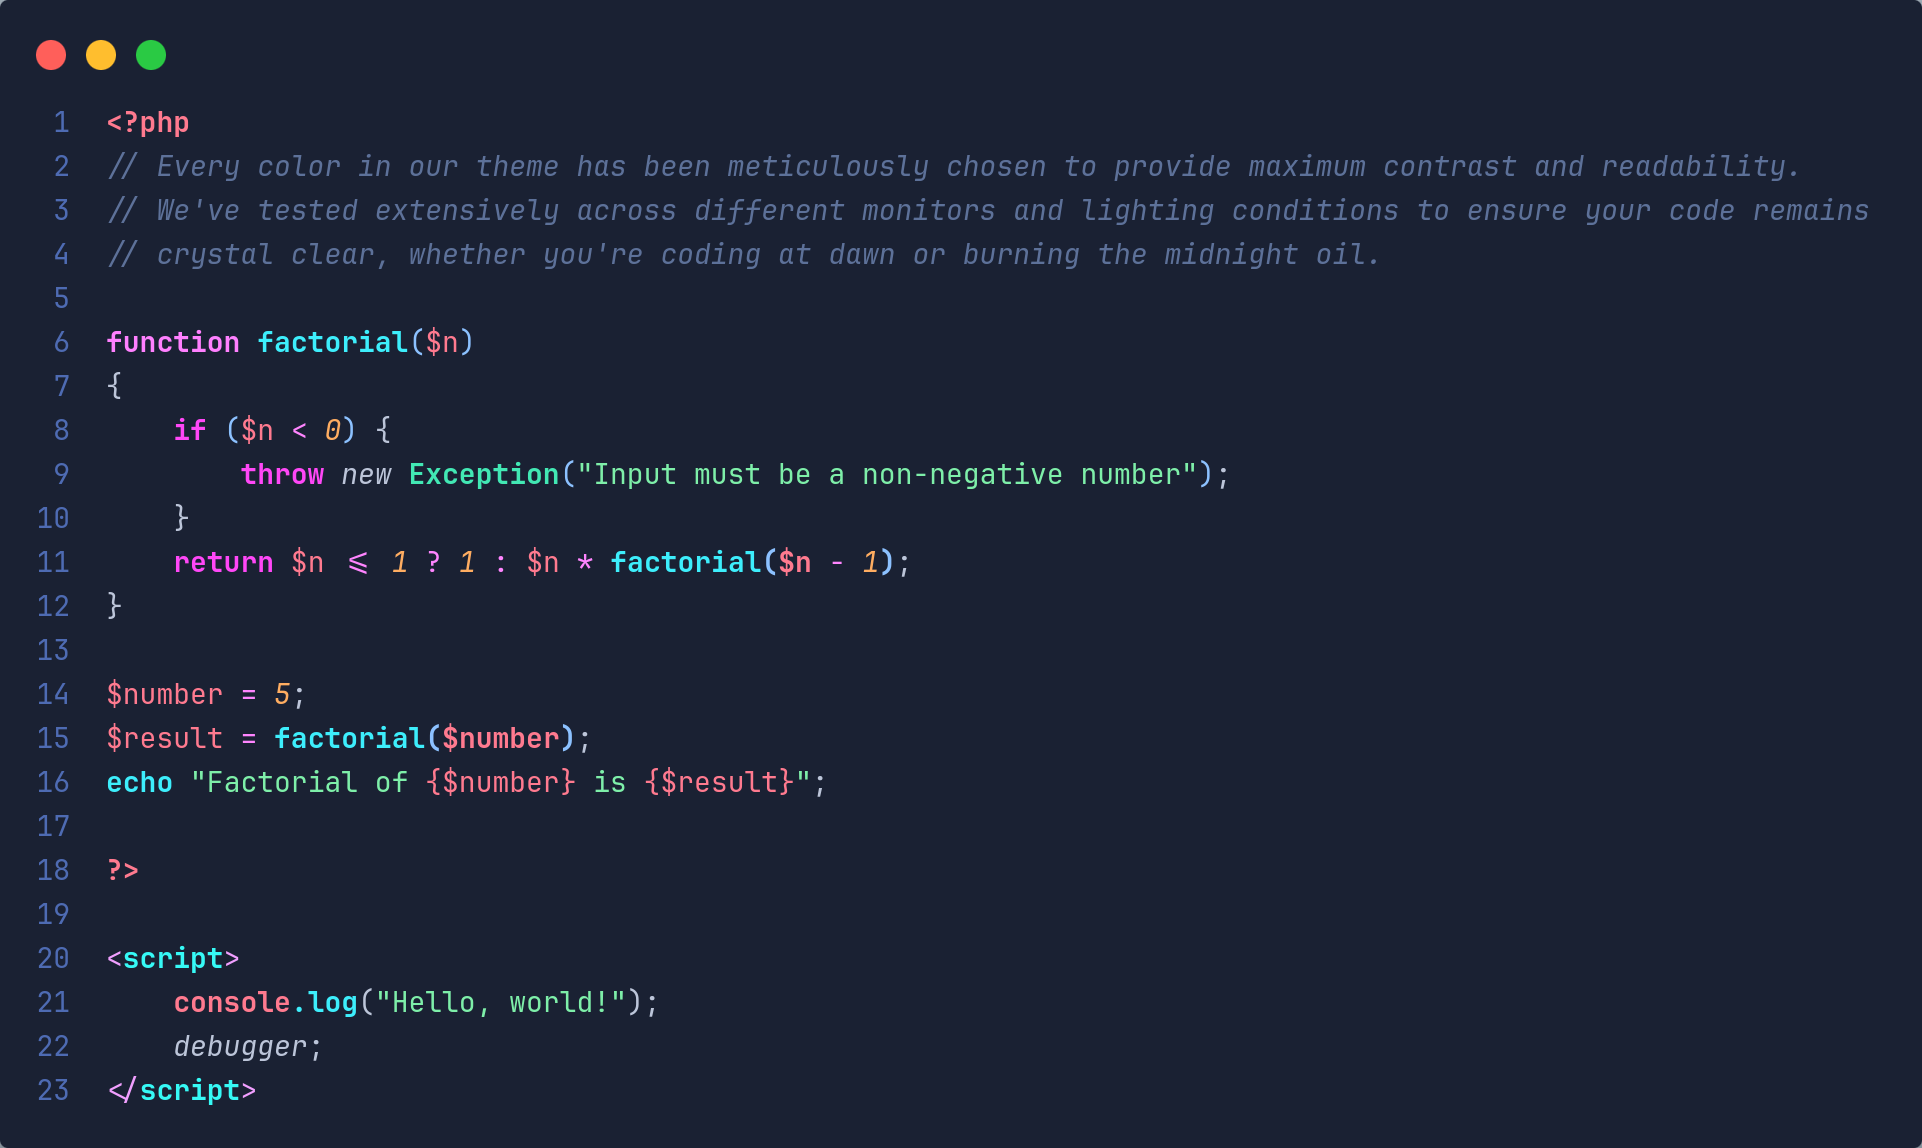 1 <?php
2 // Every color in our theme has been meticulously chosen to provide maximum contrast and readability.
3 // We've tested extensively across different monitors and lighting conditions to ensure your code remains
4 // crystal clear, whether you're coding at dawn or burning the midnight oil.
5
6 function factorial($n)
7 {
8     if ($n < 0) {
9         throw new Exception("Input must be a non-negative number");
10     }
11     return $n <= 1 ? 1 : $n * factorial($n - 1);
12 }
13
14 $number = 5;
15 $result = factorial($number);
16 echo "Factorial of {$number} is {$result}";
17
18 ?>
19
20 <script>
21     console.log("Hello, world!");
22     debugger;
23 </script>